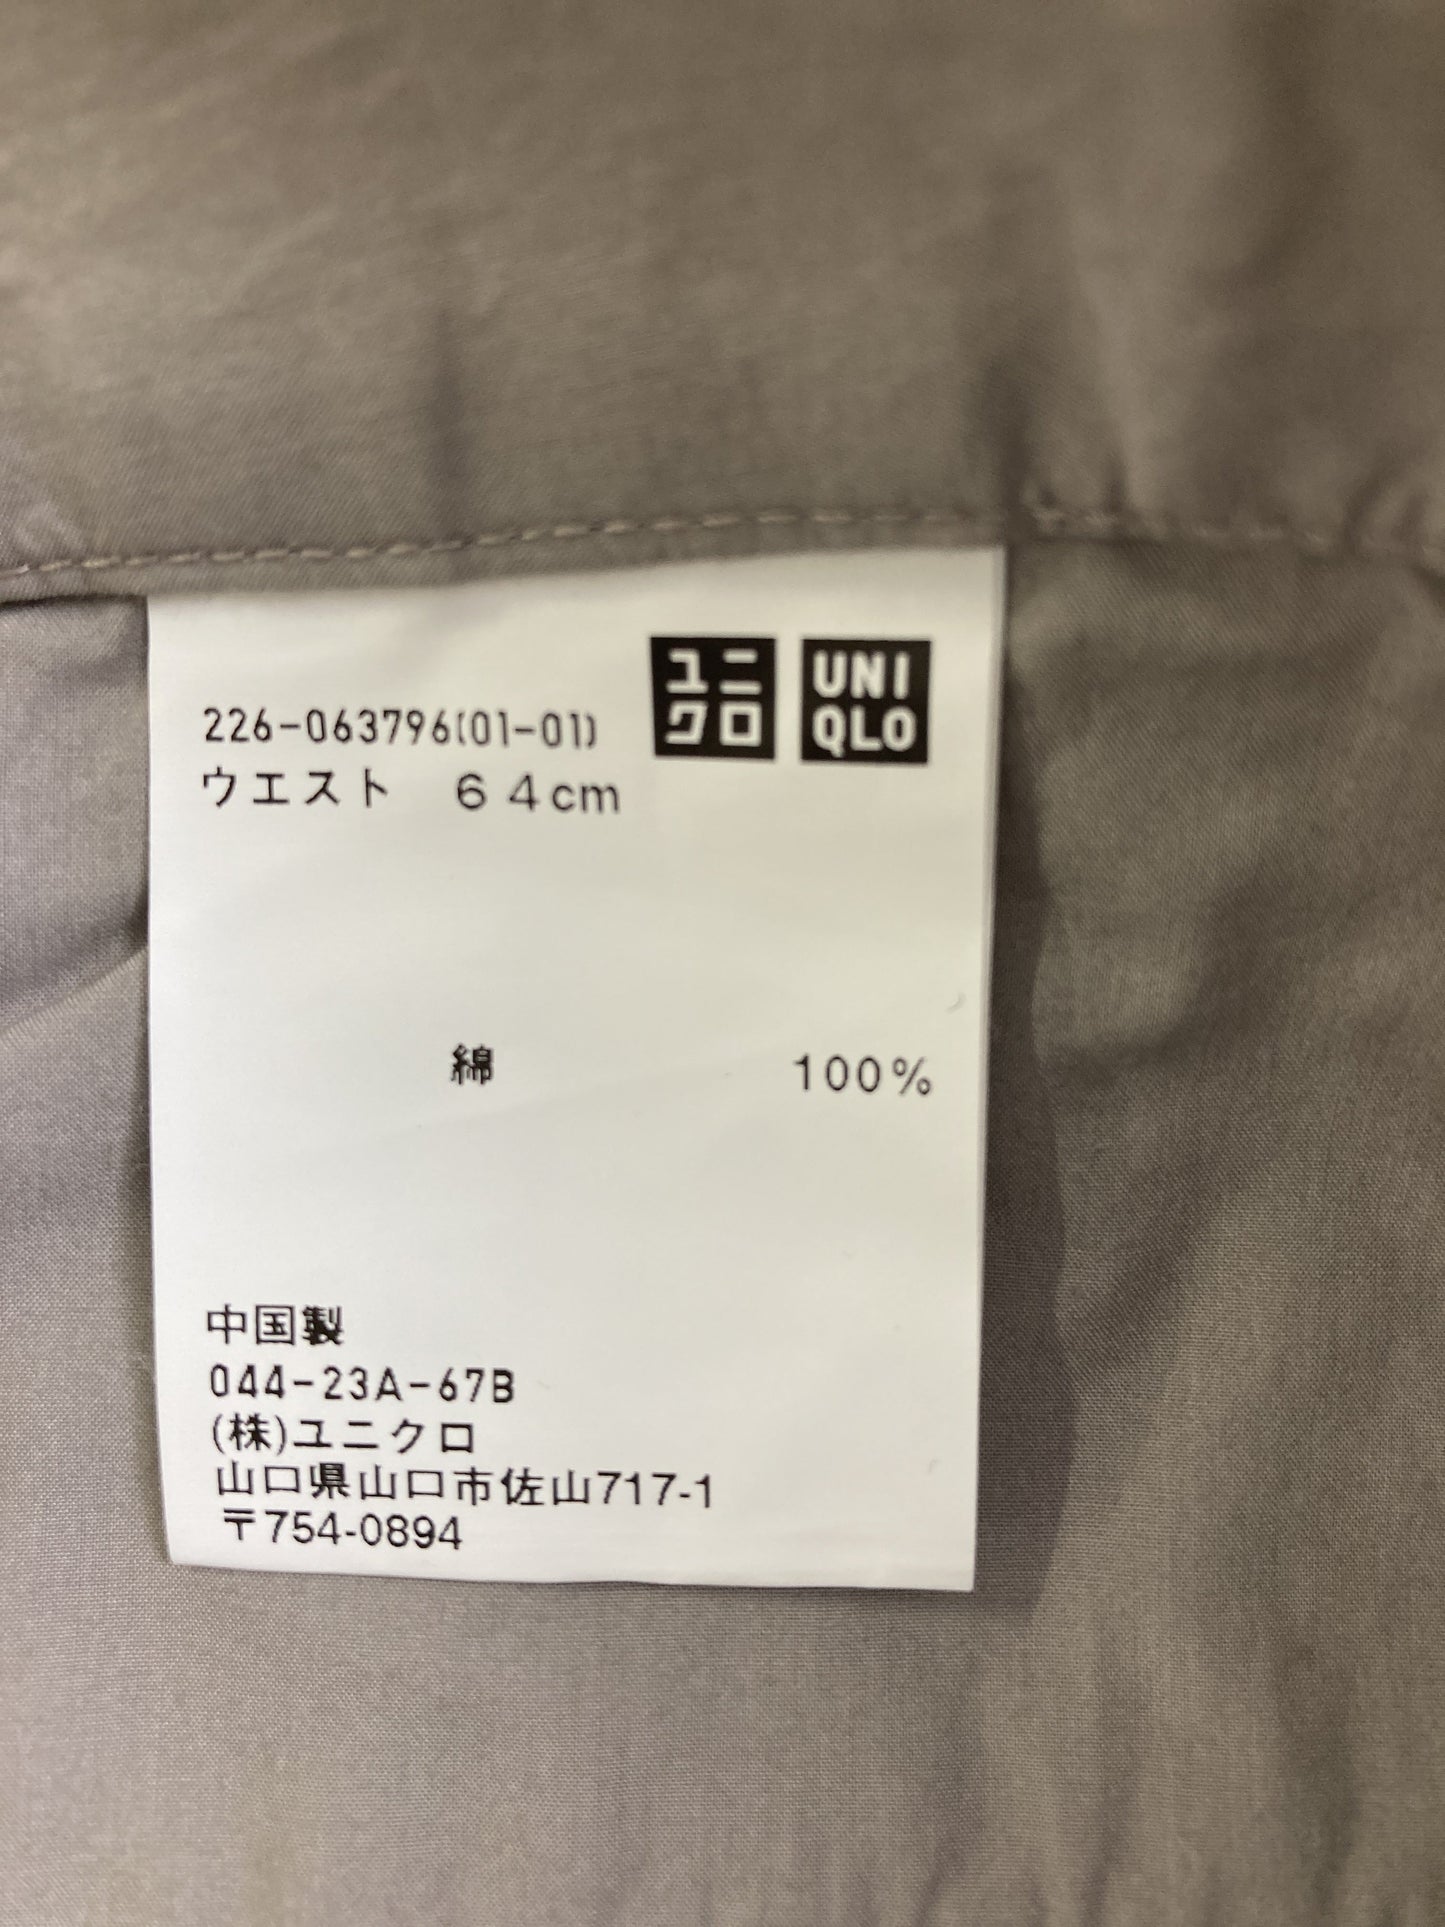 ユニ
クロ
UNI
QLO
226-063796(01-01)
ウエスト　６４cm
綿 100%
中国製
044-23A-67B
(株)ユニクロ
山口県山口市佐山717-1
〒754-0894